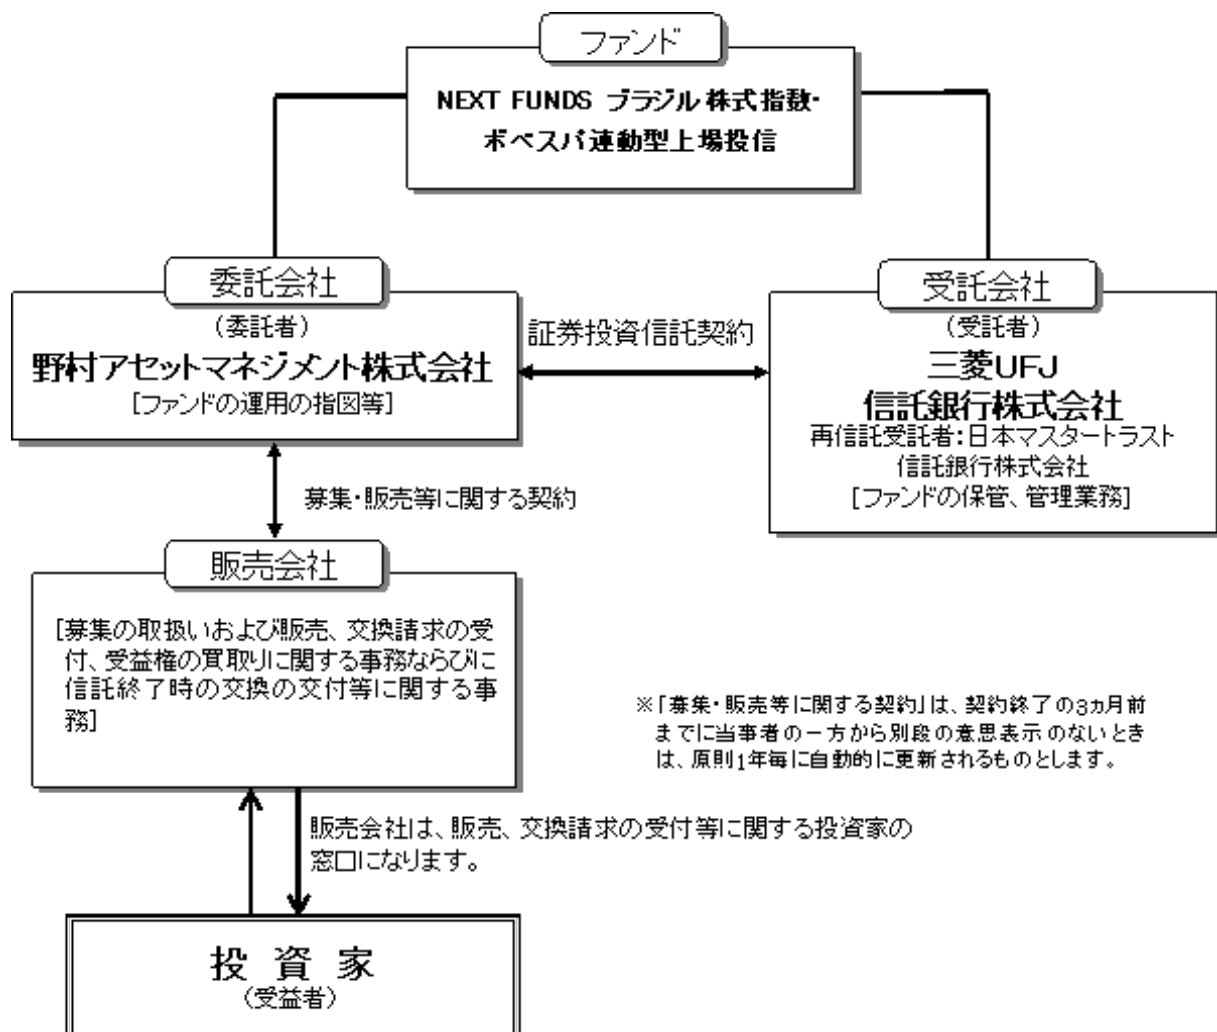 ファンド
NEXT FUNDS ブラジル株式指数・
ボベスパ連動型上場投信
委託会社
(委託者)
野村アセットマネジメント株式会社
[ファンドの運用の指図等]
証券投資信託契約
受託会社
(受託者)
三菱UFJ
信託銀行株式会社
再信託受託者:日本マスタートラスト
信託銀行株式会社
[ファンドの保管、管理業務]
募集・販売等に関する契約
販売会社
[募集の取扱いおよび販売、交換請求の受
付、受益権の買取りに関する事務ならびに
信託終了時の交換の交付等に関する事
務]
※「募集・販売等に関する契約」は、契約終了の3ヵ月前
までに当事者の一方から別段の意思表示のないとき
は、原則1年毎に自動的に更新されるものとします。
販売会社は、販売、交換請求の受付等に関する投資家の
窓口になります。
投 資 家
(受益者)